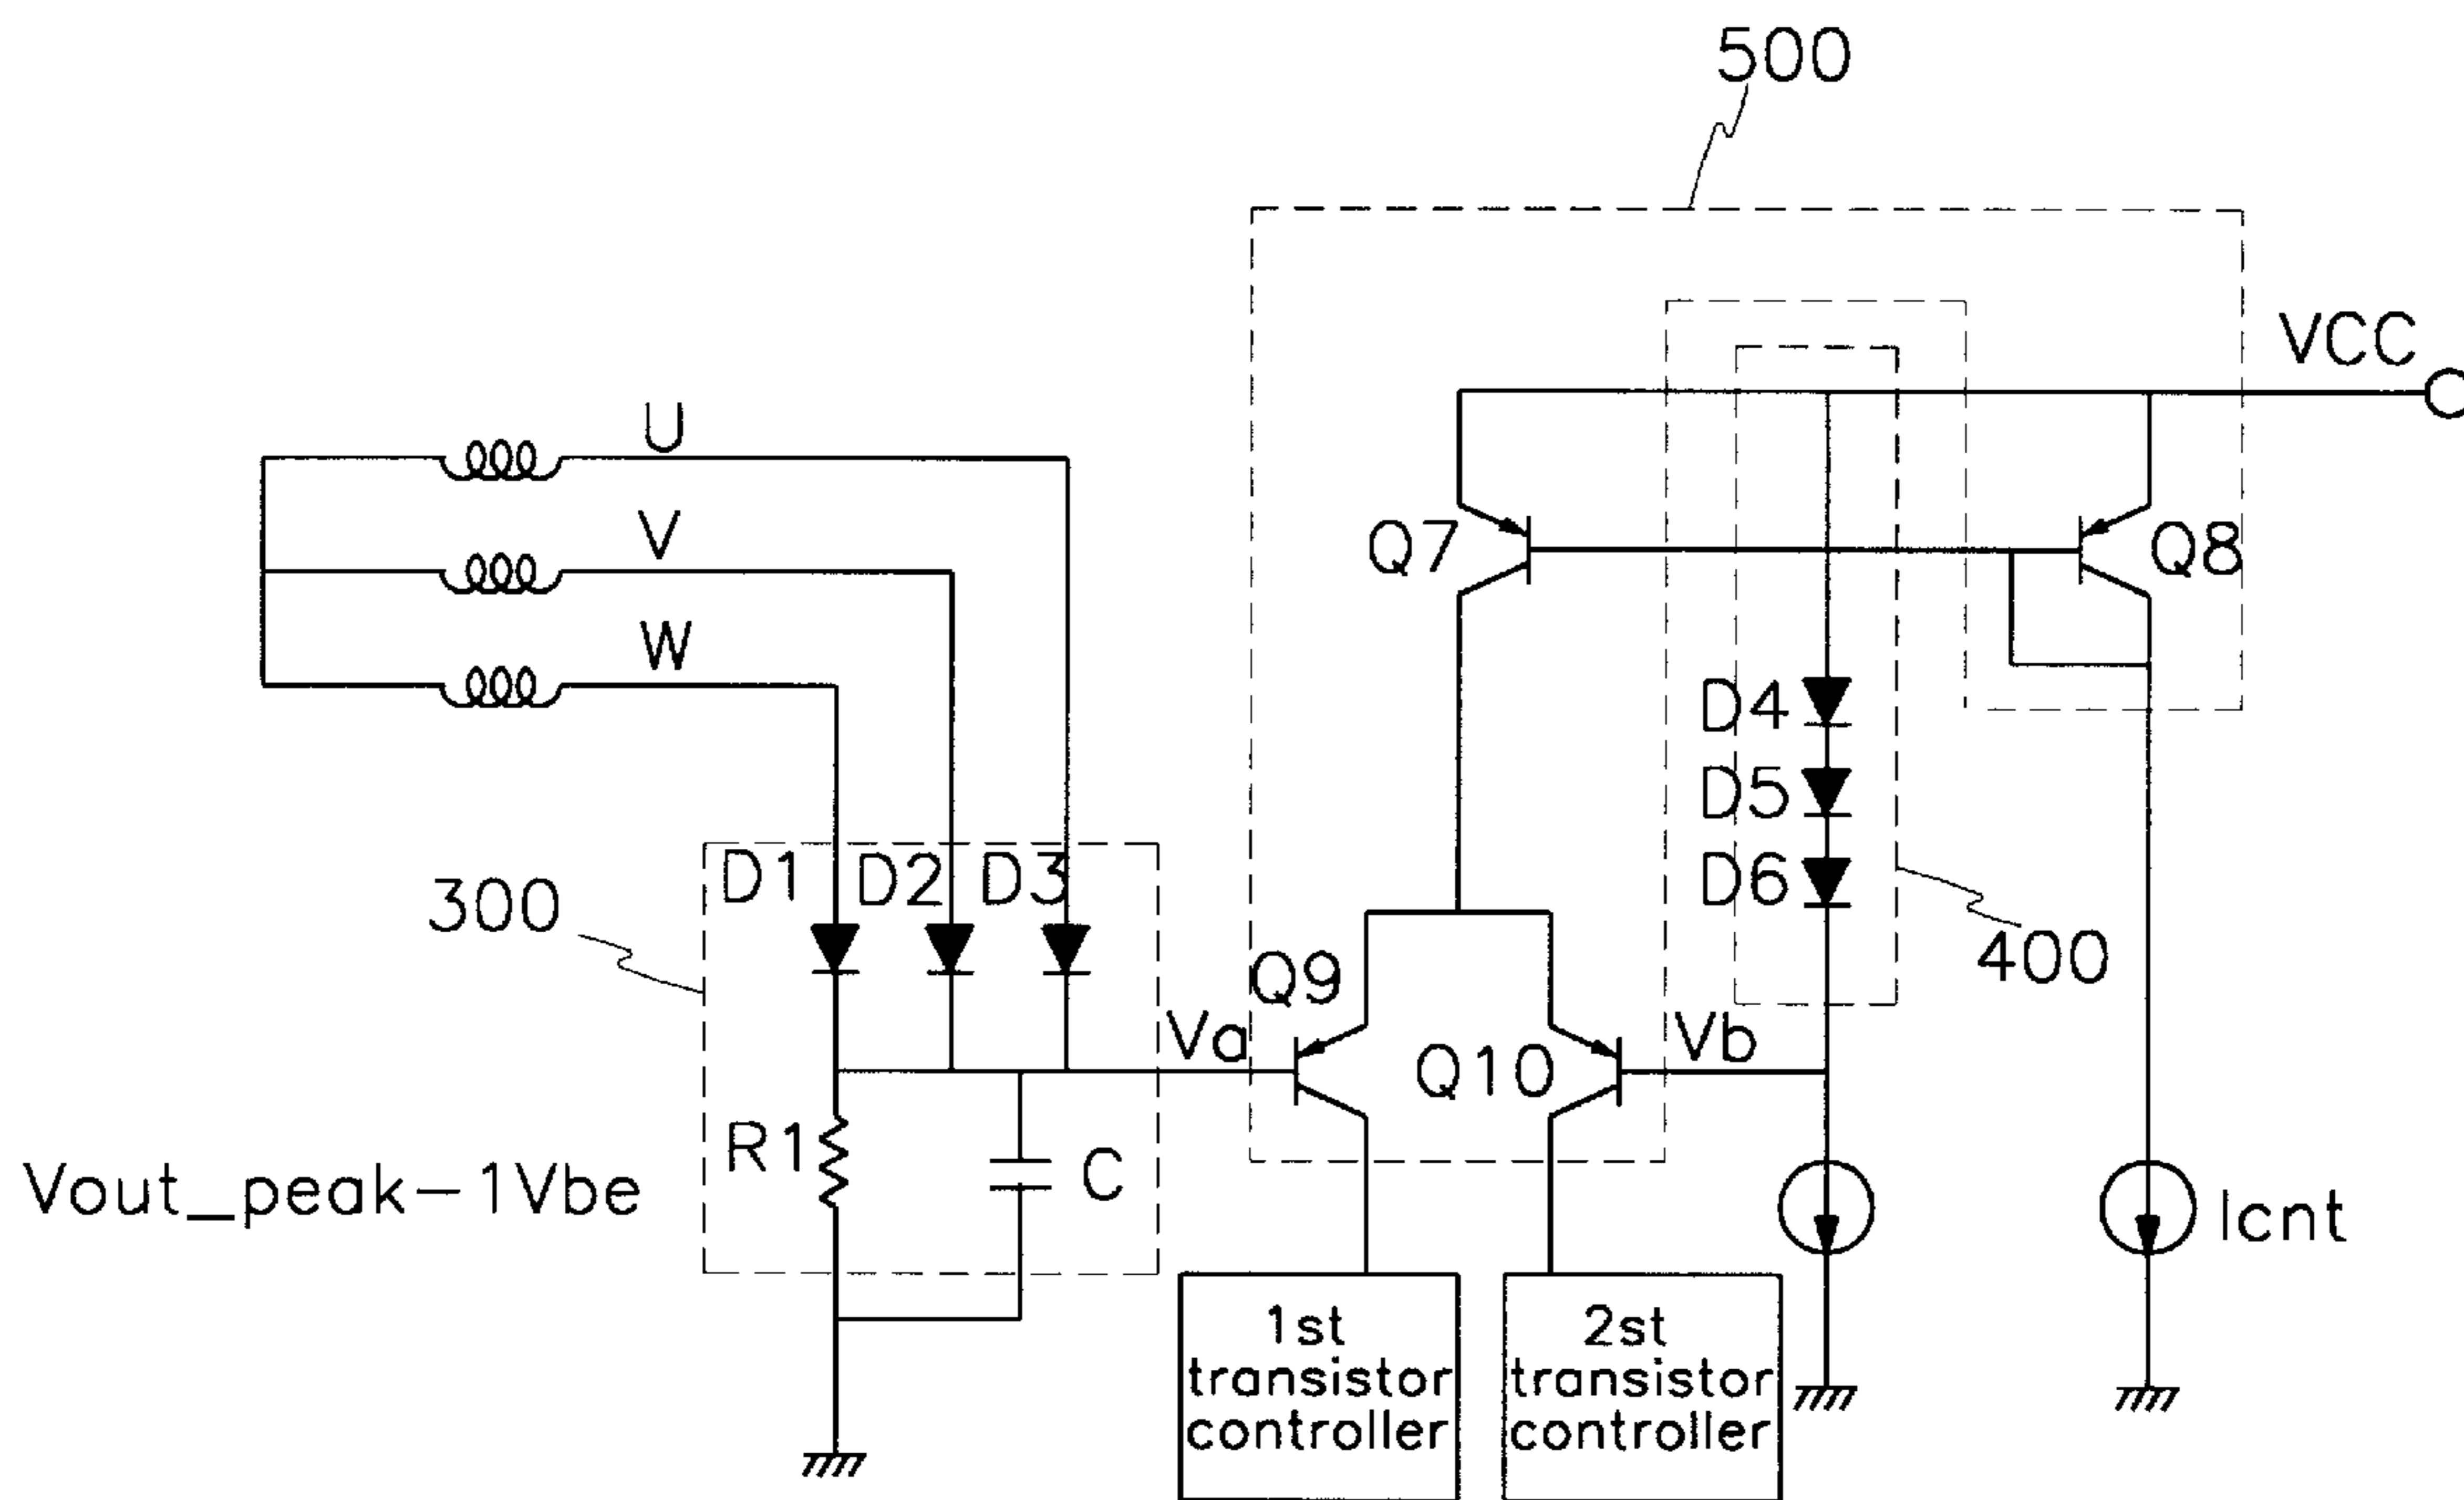 500
VCC
U
V
W
Q7
Q8
D4
D5
D6
D1
D2
D3
300
400
Q9
Va
Q10
Vb
R1
C
Vout_peak-1Vbe
Icnt
1st
transistor
controller
2st
transistor
controller